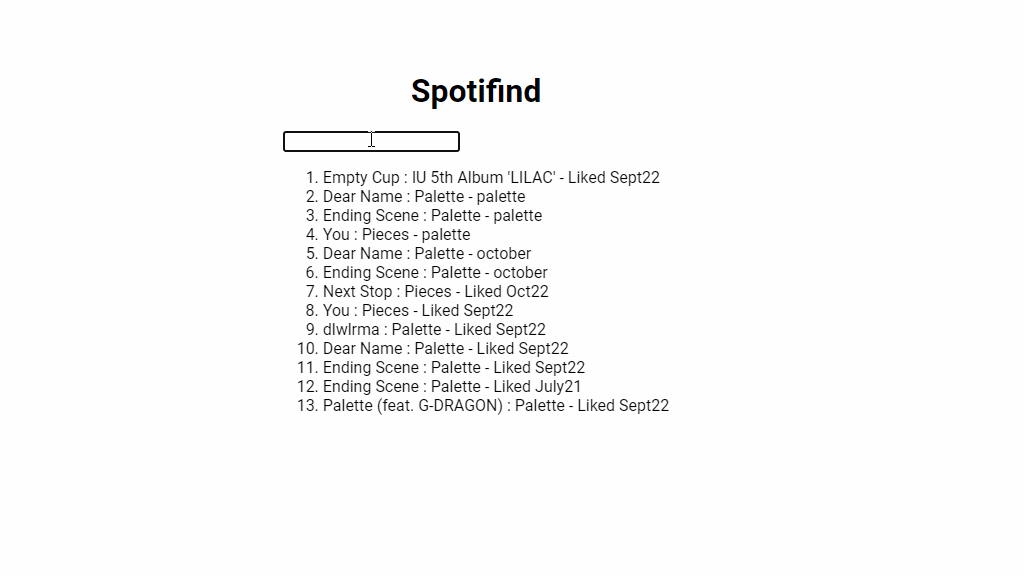 Spotifind
1. Empty Cup : IU 5th Album 'LILAC' - Liked Sept22
2. Dear Name : Palette - palette
3. Ending Scene : Palette - palette
4. You : Pieces - palette
5. Dear Name : Palette - october
6. Ending Scene : Palette - october
7. Next Stop : Pieces - Liked Oct22
8. You : Pieces - Liked Sept22
9. dlwlrma : Palette - Liked Sept22
10. Dear Name : Palette - Liked Sept22
11. Ending Scene : Palette - Liked Sept22
12. Ending Scene : Palette - Liked July21
13. Palette (feat. G-DRAGON) : Palette - Liked Sept22